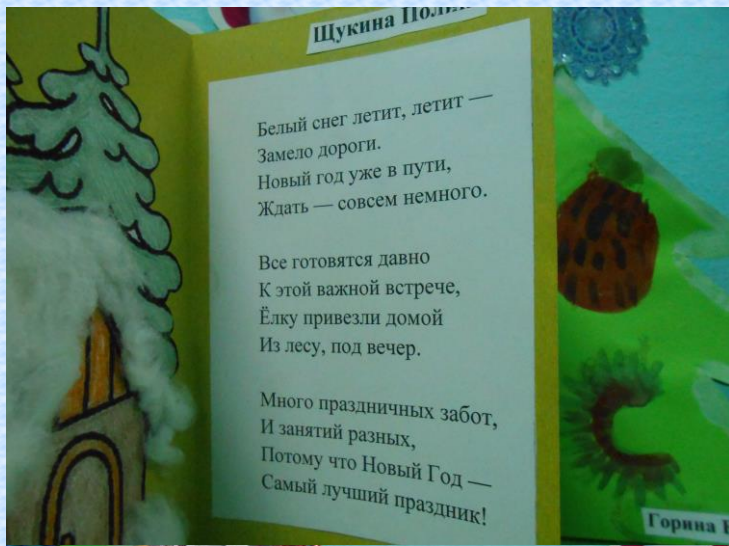 Щукина
Белый снег летит, летит —
Замело дороги.
Новый год уже в пути,
Ждать — совсем немного.
Все готовятся давно
К этой важной встрече,
Ёлку привезли домой
Из лесу, под вечер.
Много праздничных забот,
И занятий разных,
Потому что Новый Год —
Самый лучший праздник!
Горина